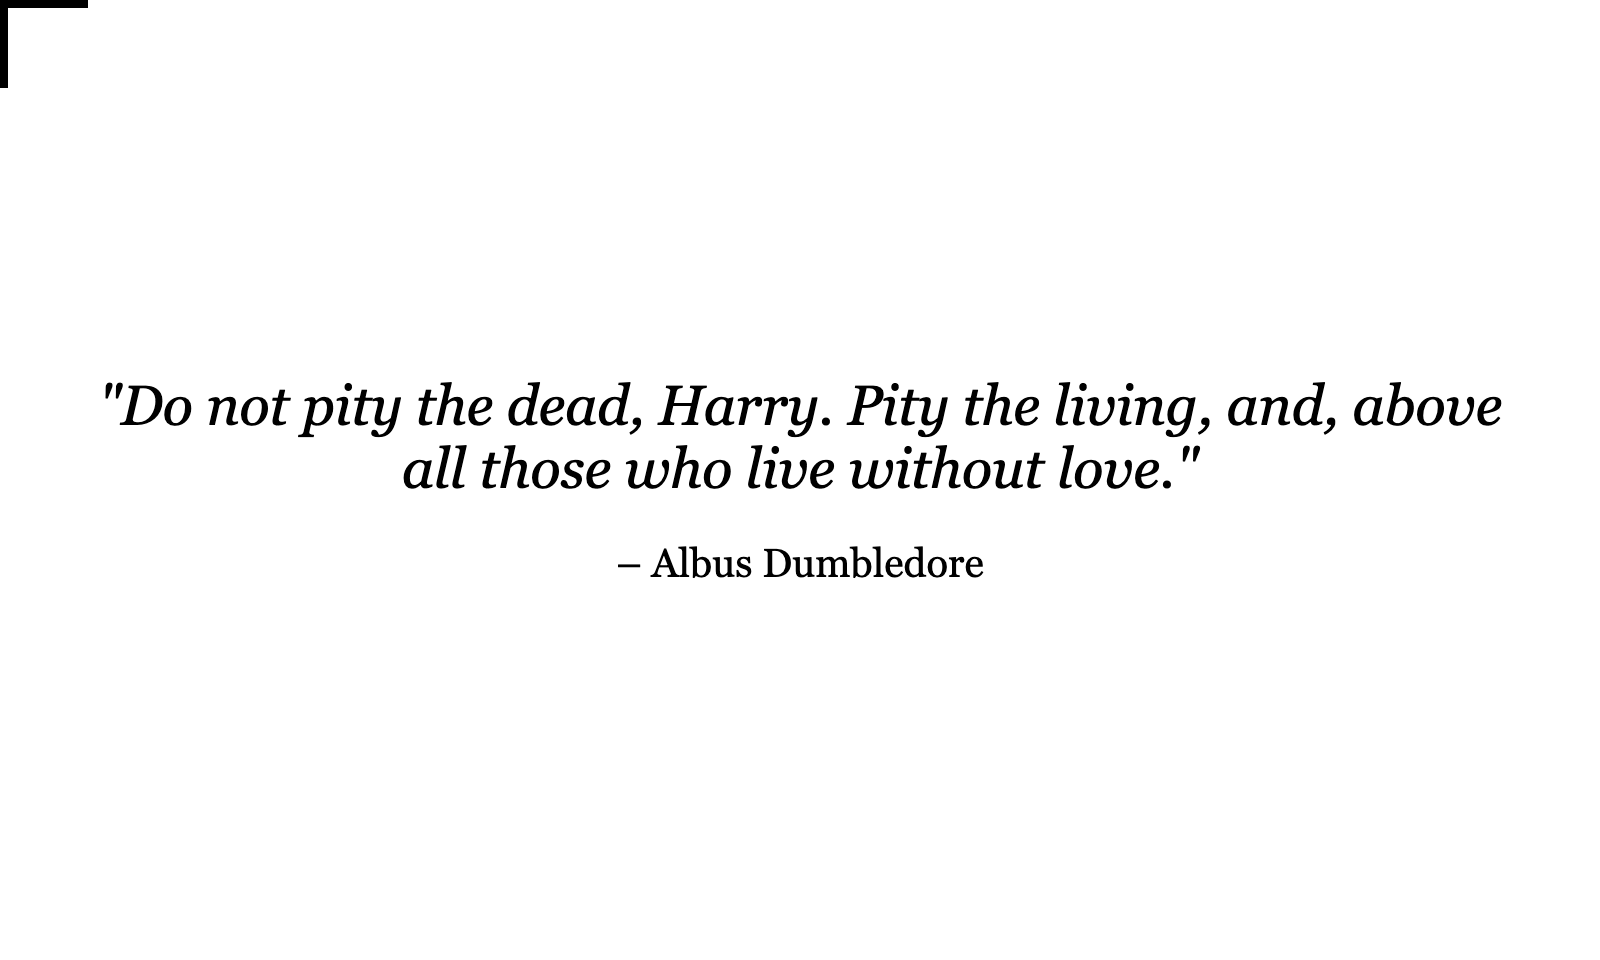 "Do not pity the dead, Harry. Pity the living, and, above
all those who live without love."
– Albus Dumbledore